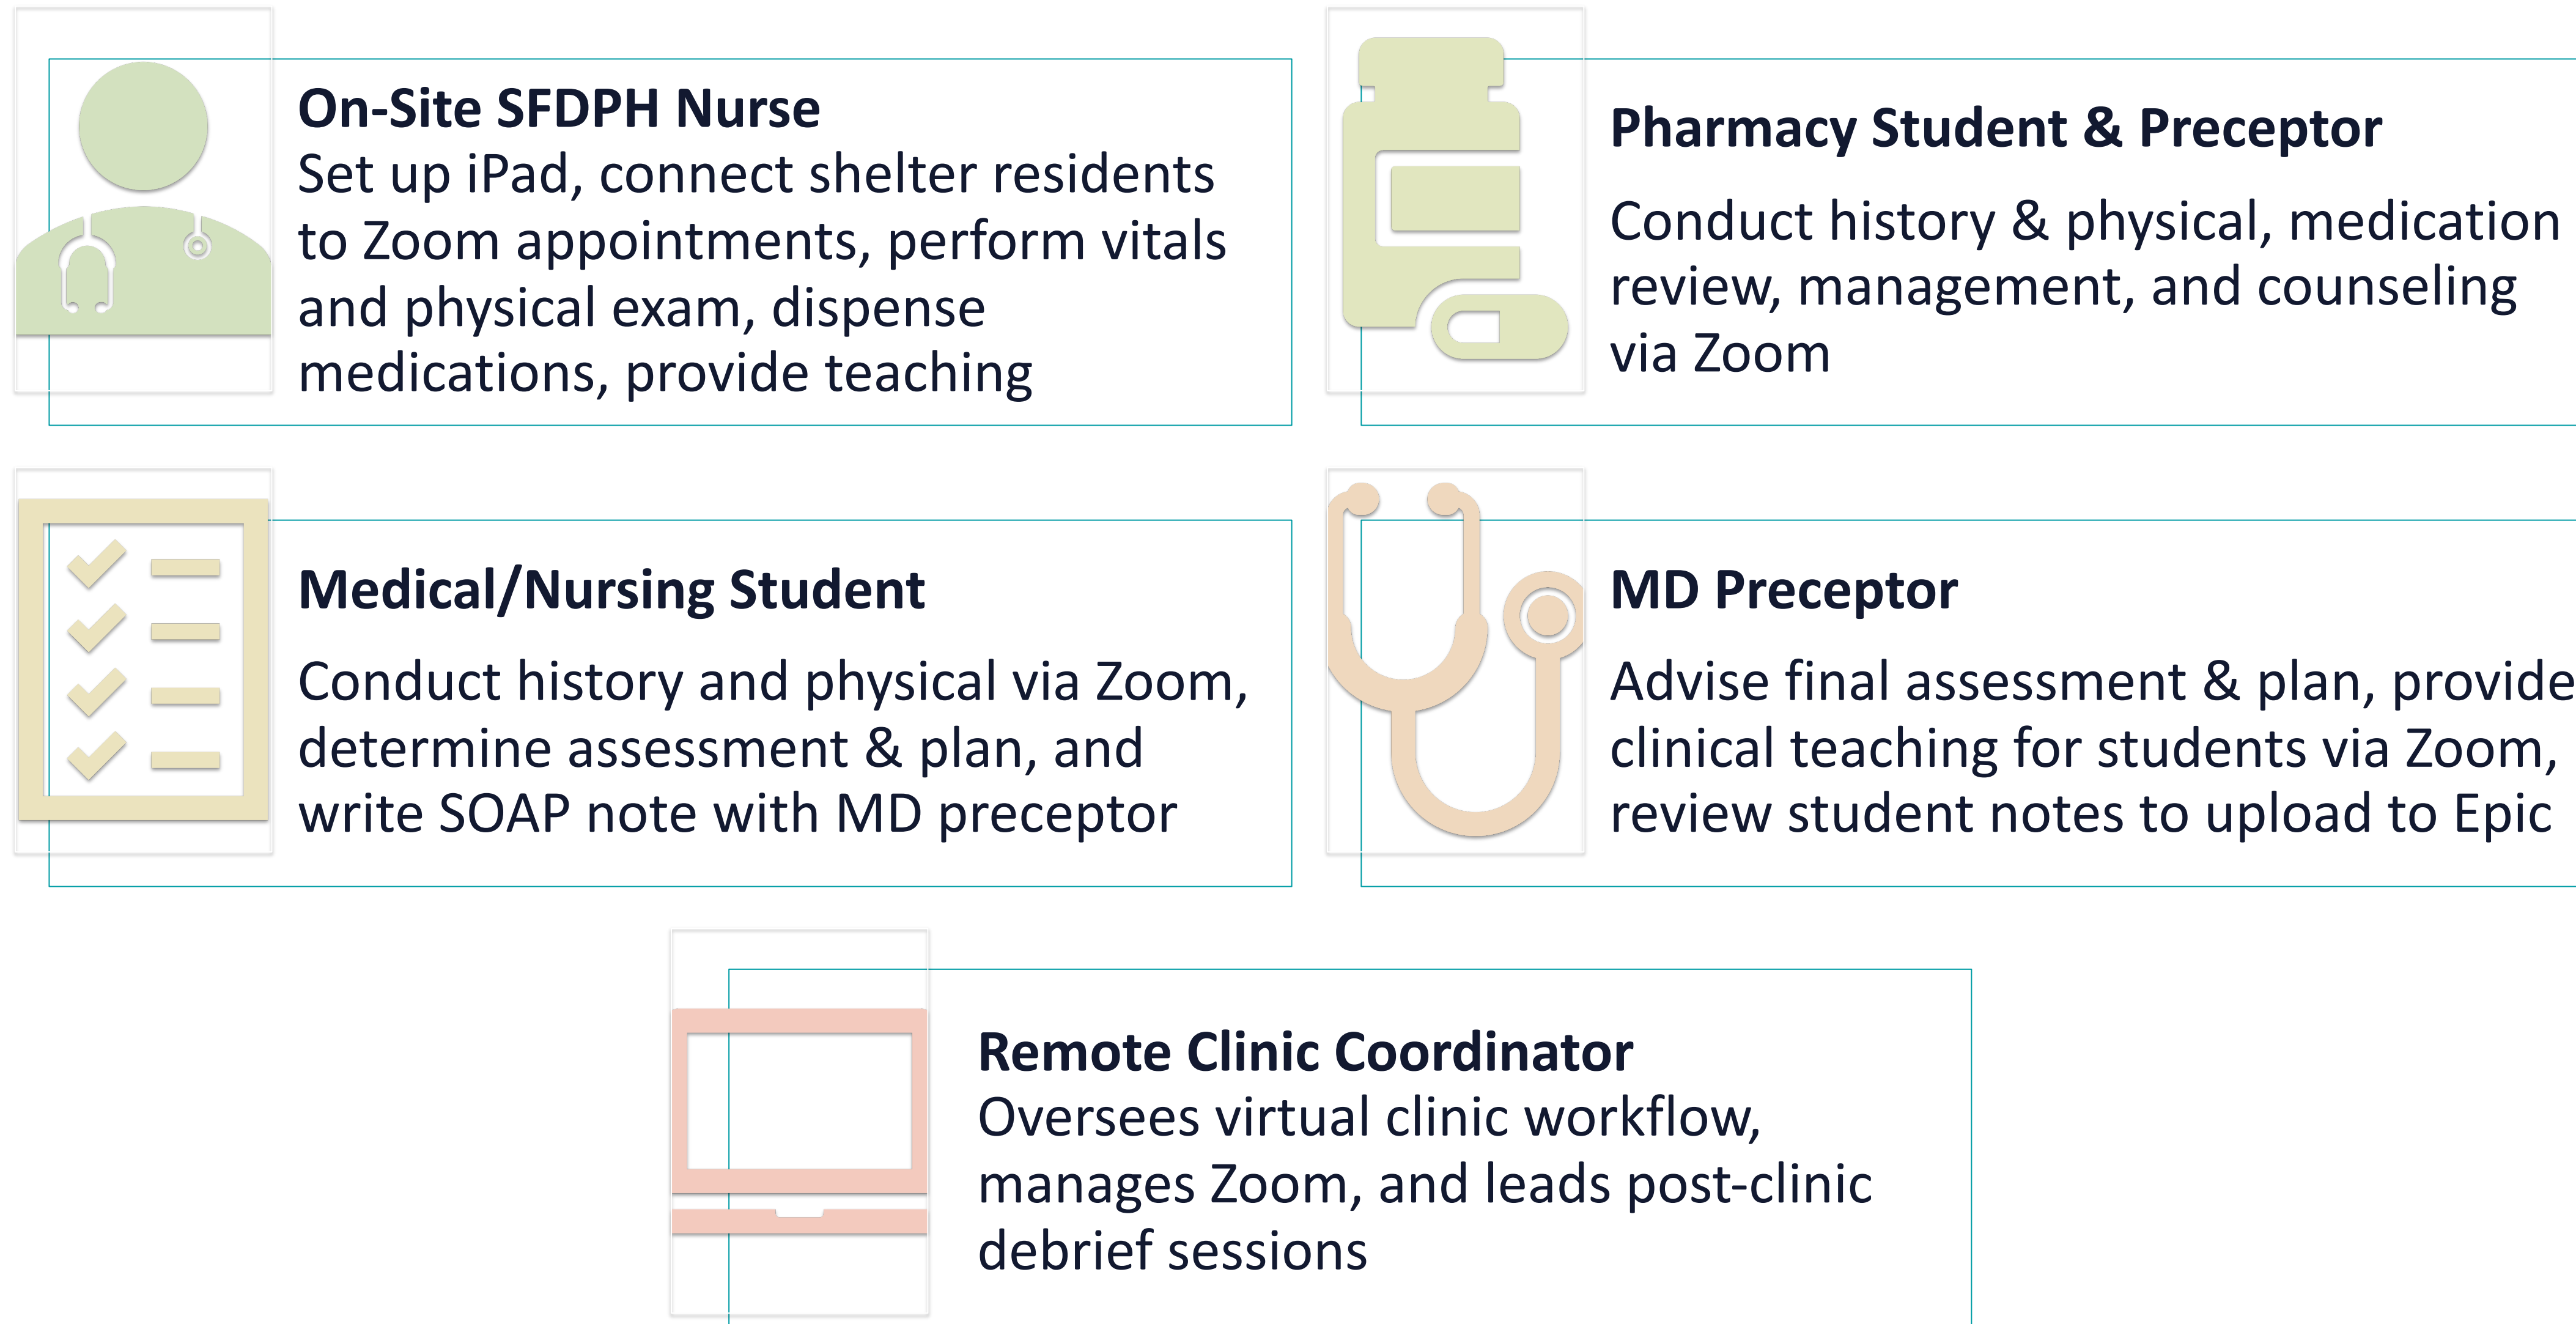 On-Site SFDPH Nurse
Set up iPad, connect shelter residents
to Zoom appointments, perform vitals
and physical exam, dispense
medications, provide teaching
Pharmacy Student & Preceptor
Conduct history & physical, medication
review, management, and counseling
via Zoom
Medical/Nursing Student
Conduct history and physical via Zoom,
determine assessment & plan, and
write SOAP note with MD preceptor
MD Preceptor
Advise final assessment & plan, provide
clinical teaching for students via Zoom,
review student notes to upload to Epic
Remote Clinic Coordinator
Oversees virtual clinic workflow,
manages Zoom, and leads post-clinic
debrief sessions